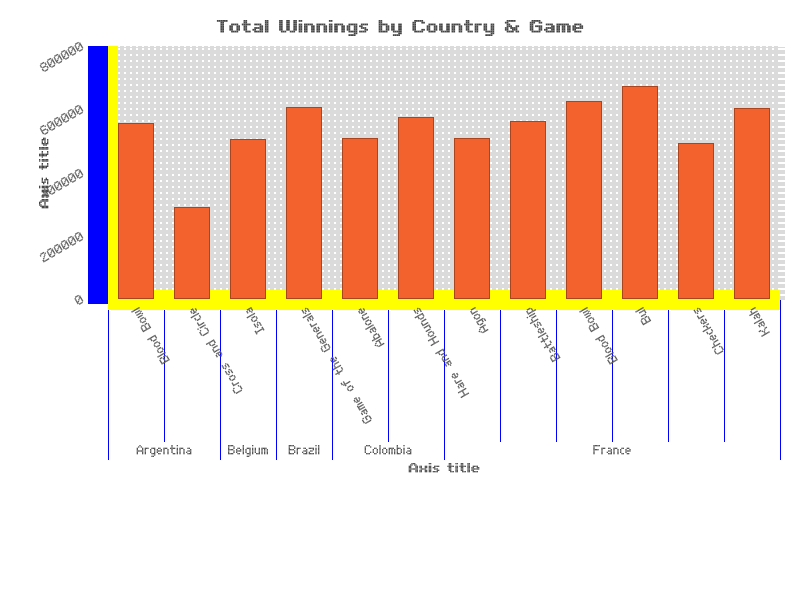 Total Winnings by Country & Game
Axis title
800000
600000
400000
200000
0
Blood Bowl
Cross and Circle
Isola
Game of the Generals
Abalone
Hare and Hounds
Agon
Battleship
Blood Bowl
Bul
Checkers
Kalah
Argentina
Belgium
Brazil
Colombia
France
Axis title